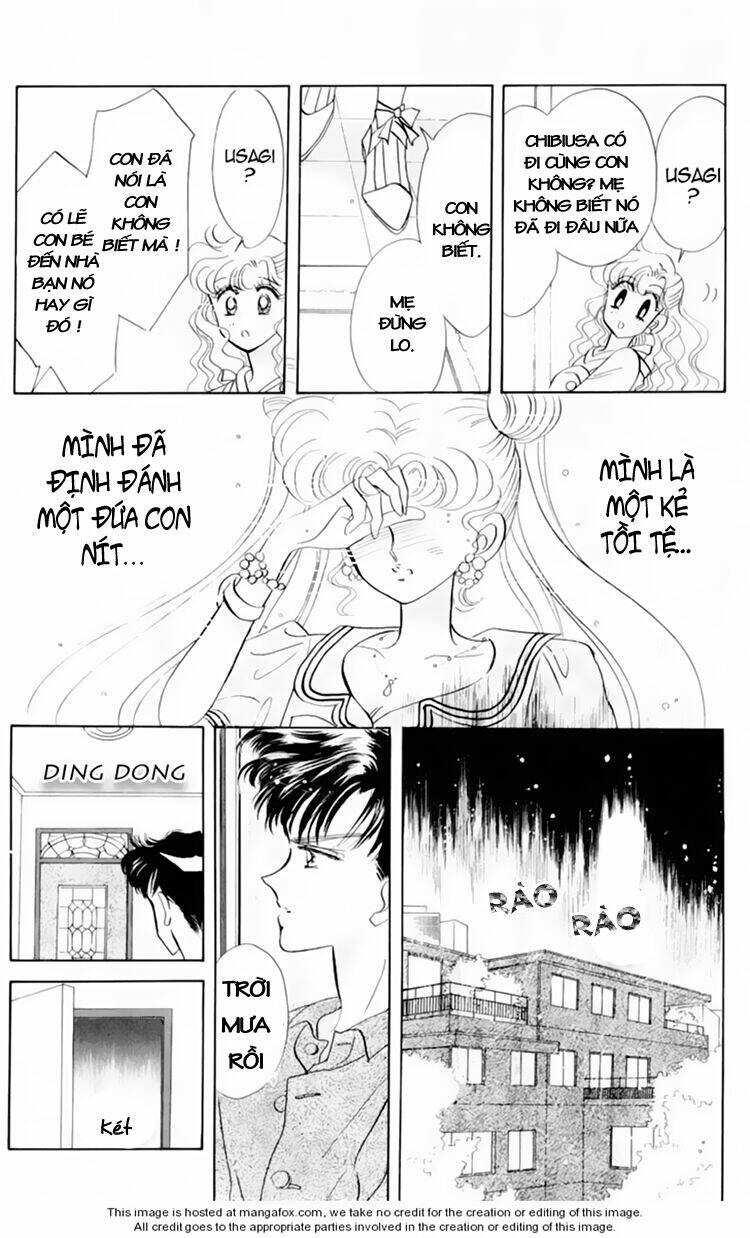 USAGI
?
CHIBIUSA CÓ
ĐI CÙNG CON
KHÔNG? MẸ
KHÔNG BIẾT NÓ
ĐÃ ĐI ĐÂU NỮA
CON
KHÔNG
BIẾT.
MẸ
ĐỪNG
LO.
USAGI
?
CON ĐÃ
NÓI LÀ
CON
KHÔNG
BIẾT MÀ !
CÓ LẼ
CON BÉ
ĐẾN NHÀ
BẠN NÓ
HAY GÌ
ĐÓ !
MÌNH LÀ
MỘT KẺ
TỒI TỆ...
MÌNH ĐÃ
ĐỊNH ĐÁNH
MỘT ĐỨA CON
NÍT...
RÀO
RÀO
TRỜI
MƯA
RỒI
DING DONG
Két
This image is hosted at mangafox.com, we take no credit for the creation or editing of this image.
All credit goes to the appropriate parties involved in the creation or editing of this image.